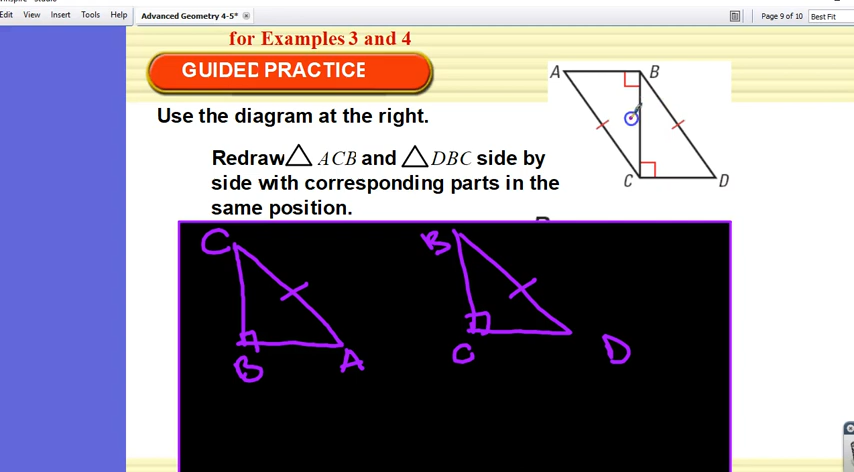 Edit View Insert Tools Help Advanced Geometry 4-5* Page 9 of 10 Best Fit
for Examples 3 and 4
GUIDED PRACTICE
Use the diagram at the right.
A B
C D
Redraw △ ACB and △ DBC side by
side with corresponding parts in the
same position.
C B
B A C D